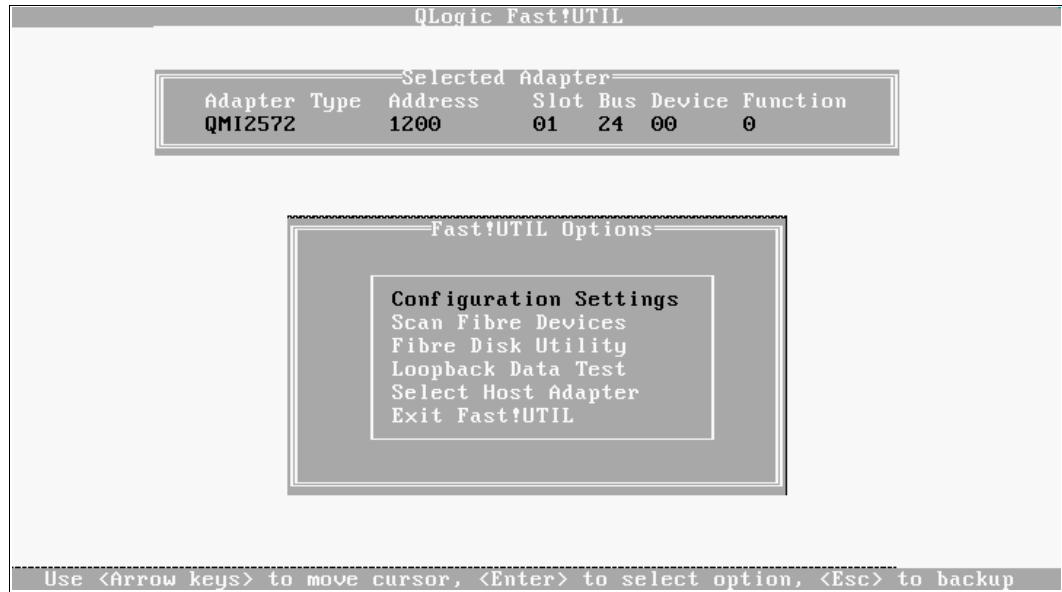 QLogic Fast!UTIL
Selected Adapter
Adapter Type Address Slot Bus Device Function
QMI2572 1200 01 24 00 0
Fast!UTIL Options
Configuration Settings
Scan Fibre Devices
Fibre Disk Utility
Loopback Data Test
Select Host Adapter
Exit Fast!UTIL
Use <Arrow keys> to move cursor, <Enter> to select option, <Esc> to backup